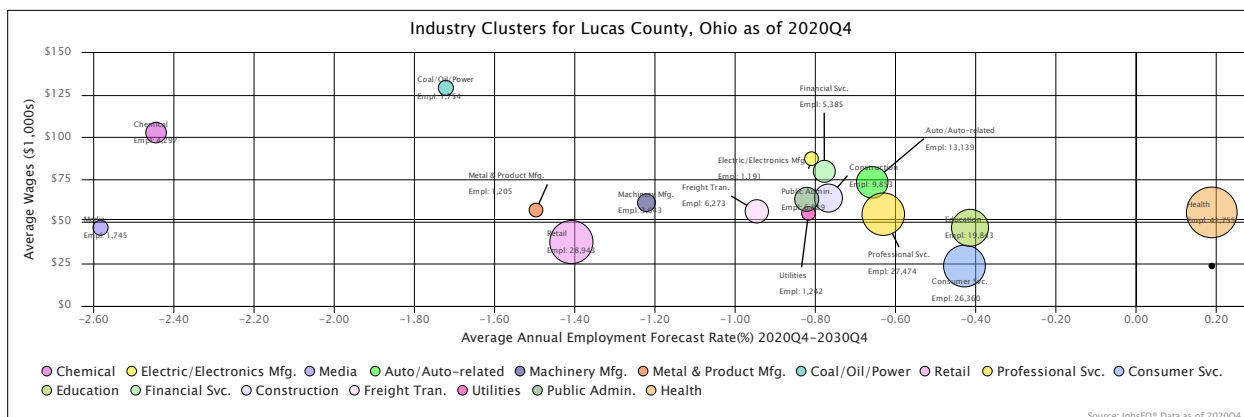 Industry Clusters for Lucas County, Ohio as of 2020Q4
Average Wages ($1,000s)
$150
$125
$100
$75
$50
$25
$0
Coal/Oil/Power
Empl: 1,754
Chemical
Empl: 4,297
Financial Svc.
Empl: 5,385
Auto/Auto-related
Empl: 13,139
Electric/Electronics Mfg.
Empl: 1,191
Construction
Empl: 9,853
Metal & Product Mfg.
Empl: 1,205
Machinery Mfg.
Freight Tran.
Empl: 6,273
Public Admin.
Media
Empl: 1,745
Retail
Empl: 28,943
Education
Empl: 19,843
Health
Professional Svc.
Empl: 27,474
Utilities
Empl: 1,242
Consumer Svc.
Empl: 26,360
-2.60 -2.40 -2.20 -2.00 -1.80 -1.60 -1.40 -1.20 -1.00 -0.80 -0.60 -0.40 -0.20 0.00 0.20
Average Annual Employment Forecast Rate(%) 2020Q4-2030Q4
Chemical Electric/Electronics Mfg. Media Auto/Auto-related Machinery Mfg. Metal & Product Mfg. Coal/Oil/Power Retail Professional Svc. Consumer Svc.
Education Financial Svc. Construction Freight Tran. Utilities Public Admin. Health
Source: JobsEQ® Data as of 2020Q4